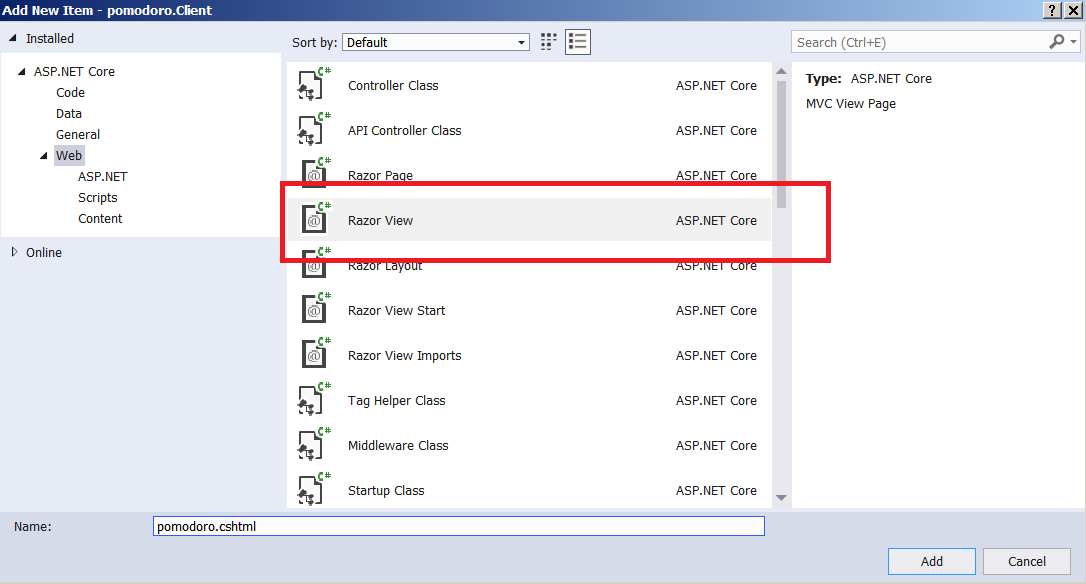 Add New Item - pomodoro.Client
Installed
ASP.NET Core
Code
Data
General
Web
ASP.NET
Scripts
Content
Online
Sort by: Default
C# Controller Class ASP.NET Core
C# API Controller Class ASP.NET Core
C# @ Razor Page ASP.NET Core
C# @ Razor View ASP.NET Core
C# @ Razor Layout ASP.NET Core
C# @ Razor View Start ASP.NET Core
C# @ Razor View Imports ASP.NET Core
C# Tag Helper Class ASP.NET Core
C# Middleware Class ASP.NET Core
C# Startup Class ASP.NET Core
Search (Ctrl+E)
Type: ASP.NET Core
MVC View Page
Name: pomodoro.cshtml
Add Cancel